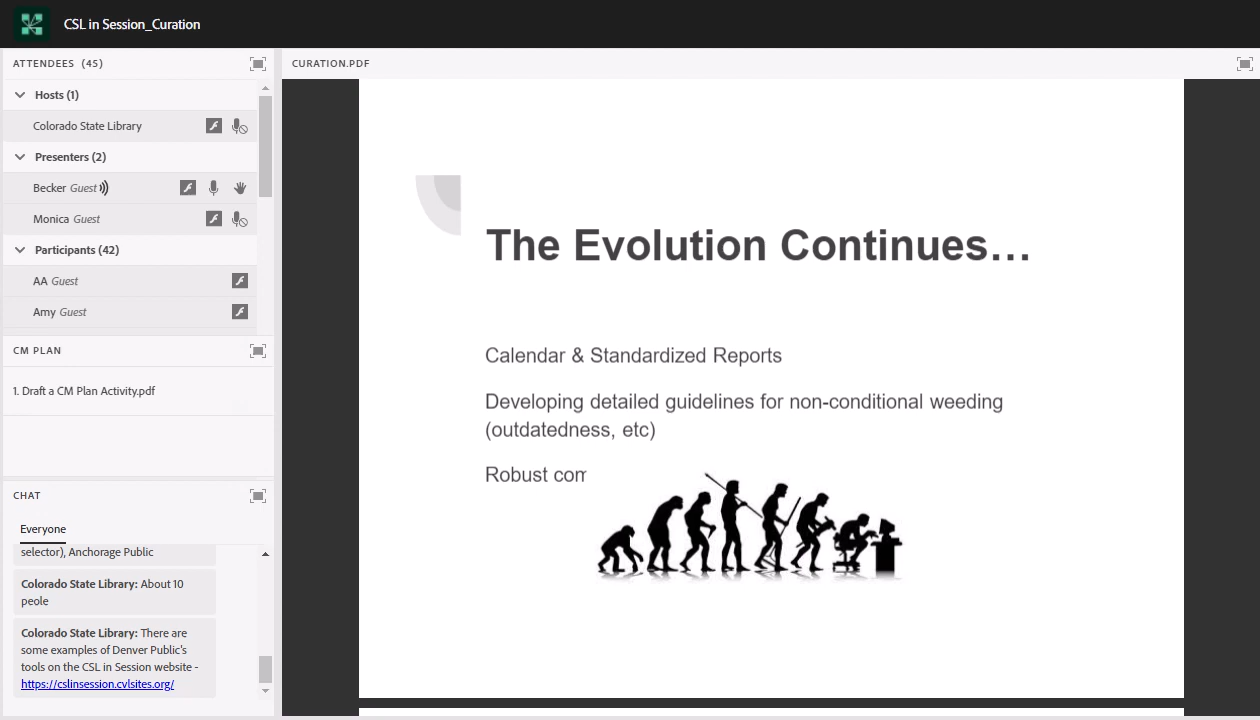 CSL in Session_Curation
ATTENDEES (45)
Hosts (1)
Colorado State Library
Presenters (2)
Becker Guest
Monica Guest
Participants (42)
AA Guest
Amy Guest
CM PLAN
1. Draft a CM Plan Activity.pdf
CHAT
Everyone
selector), Anchorage Public
Colorado State Library: About 10
peole
Colorado State Library: There are
some examples of Denver Public's
tools on the CSL in Session website -
https://cslinsession.cvlsites.org/
CURATION.PDF
The Evolution Continues…
Calendar & Standardized Reports
Developing detailed guidelines for non-conditional weeding
(outdatedness, etc)
Robust